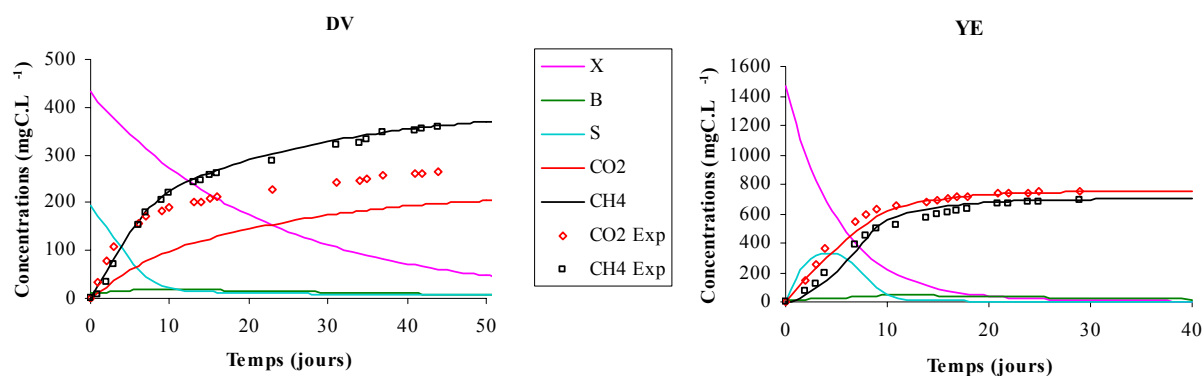 DV
Concentrations (mgC.L -1)
500
400
300
200
100
0
0 10 20 30 40 50
Temps (jours)
X
B
S
CO2
CH4
CO2 Exp
CH4 Exp
YE
Concentrations (mgC.L -1)
1600
1400
1200
1000
800
600
400
200
0
0 10 20 30 40
Temps (jours)